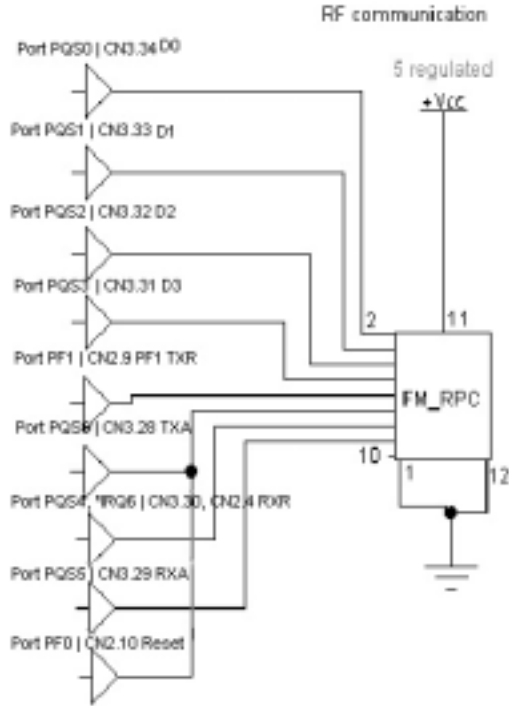 RF communication
Port PQS0 | CN3.34 D0
5 regulated
+Vcc
Port PQS1 | CN3.33 D1
Port PQS2 | CN3.32 D2
Port PQS3 | CN3.31 D3
2
11
Port PF1 | CN2.9 PF1 TXR
FM_RPC
Port PQS6 | CN3.28 TXA
10
1
12
Port PQS4, *IRQ6 | CN3.30, CN2.4 RXR
Port PQS5 | CN3.29 RXA
Port PF0 | CN2.10 Reset